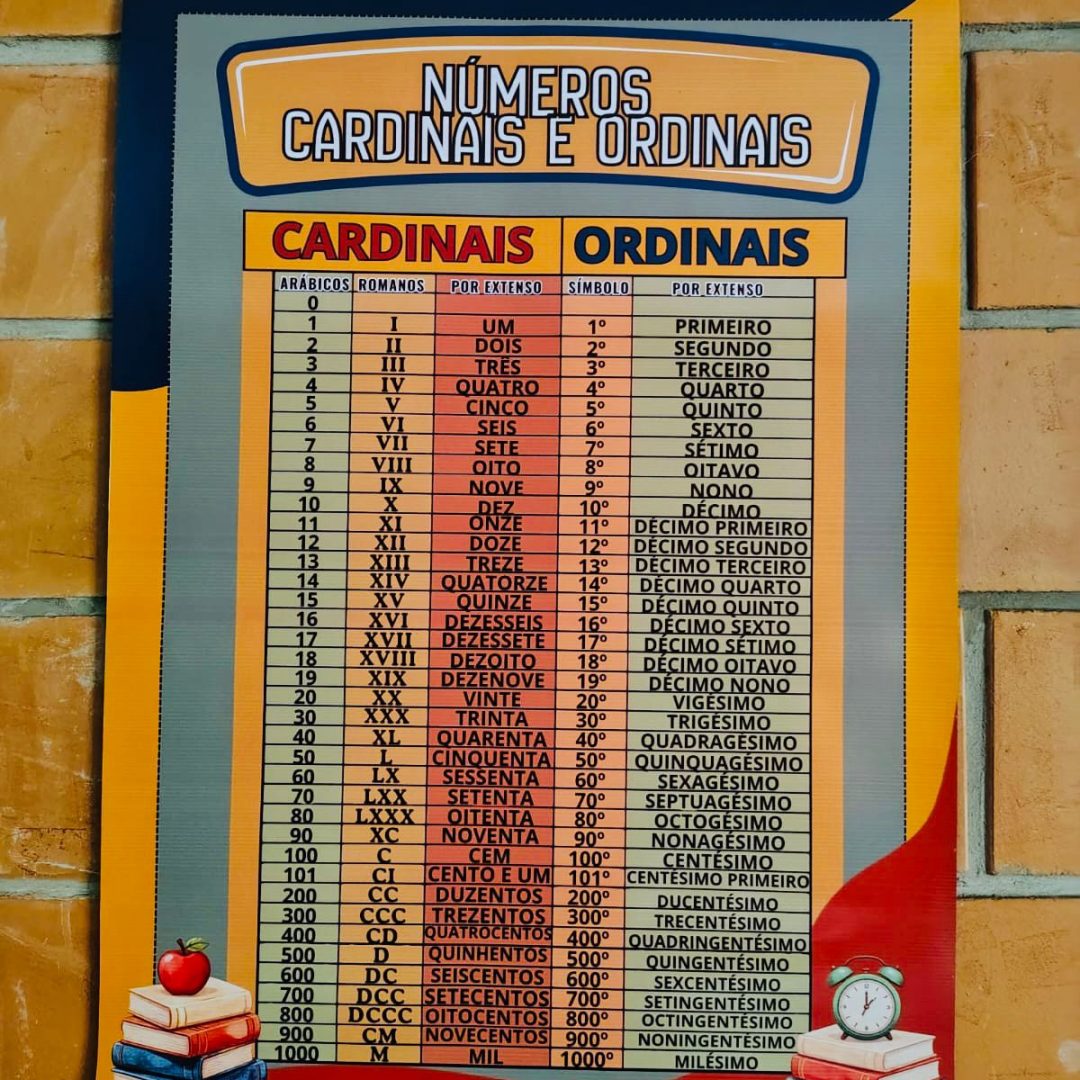 NÚMEROS
CARDINAIS E ORDINAIS
CARDINAIS ORDINAIS
ARÁBICOS ROMANOS POR EXTENSO SÍMBOLO POR EXTENSO
0
1 I UM 1º PRIMEIRO
2 II DOIS 2º SEGUNDO
3 III TRÊS 3º TERCEIRO
4 IV QUATRO 4º QUARTO
5 V CINCO 5º QUINTO
6 VI SEIS 6º SEXTO
7 VII SETE 7º SÉTIMO
8 VIII OITO 8º OITAVO
9 IX NOVE 9º NONO
10 X DEZ 10º DÉCIMO
11 XI ONZE 11º DÉCIMO PRIMEIRO
12 XII DOZE 12º DÉCIMO SEGUNDO
13 XIII TREZE 13º DÉCIMO TERCEIRO
14 XIV QUATORZE 14º DÉCIMO QUARTO
15 XV QUINZE 15º DÉCIMO QUINTO
16 XVI DEZESSEIS 16º DÉCIMO SEXTO
17 XVII DEZESSETE 17º DÉCIMO SÉTIMO
18 XVIII DEZOITO 18º DÉCIMO OITAVO
19 XIX DEZENOVE 19º DÉCIMO NONO
20 XX VINTE 20º VIGÉSIMO
30 XXX TRINTA 30º TRIGÉSIMO
40 XL QUARENTA 40º QUADRAGÉSIMO
50 L CINQUENTA 50º QUINQUAGÉSIMO
60 LX SESSENTA 60º SEXAGÉSIMO
70 LXX SETENTA 70º SEPTUAGÉSIMO
80 LXXX OITENTA 80º OCTOGÉSIMO
90 XC NOVENTA 90º NONAGÉSIMO
100 C CEM 100º CENTÉSIMO
101 CI CENTO E UM 101º CENTÉSIMO PRIMEIRO
200 CC DUZENTOS 200º DUCENTÉSIMO
300 CCC TREZENTOS 300º TRECENTÉSIMO
400 CD QUATROCENTOS 400º QUADRINGENTÉSIMO
500 D QUINHENTOS 500º QUINGENTÉSIMO
600 DC SEISCENTOS 600º SEXCENTÉSIMO
700 DCC SETECENTOS 700º SETINGENTÉSIMO
800 DCCC OITOCENTOS 800º OCTINGENTÉSIMO
900 CM NOVECENTOS 900º NONINGENTÉSIMO
1000 M MIL 1000º MILÉSIMO